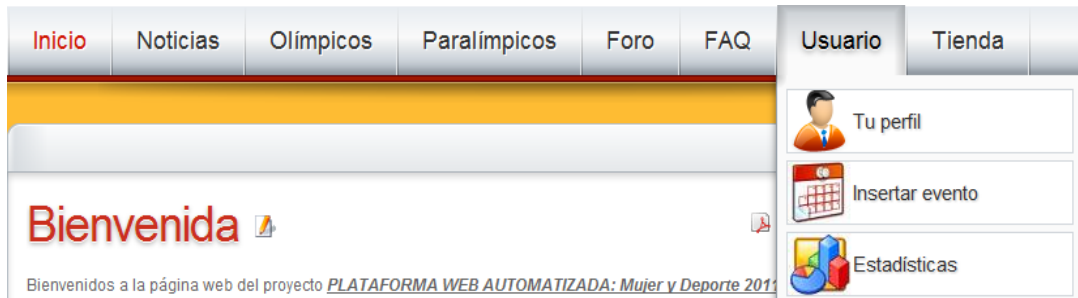 Inicio Noticias Olímpicos Paralímpicos Foro FAQ Usuario Tienda
Tu perfil
Insertar evento
Estadísticas
Bienvenida
Bienvenidos a la página web del proyecto PLATAFORMA WEB AUTOMATIZADA: Mujer y Deporte 2011